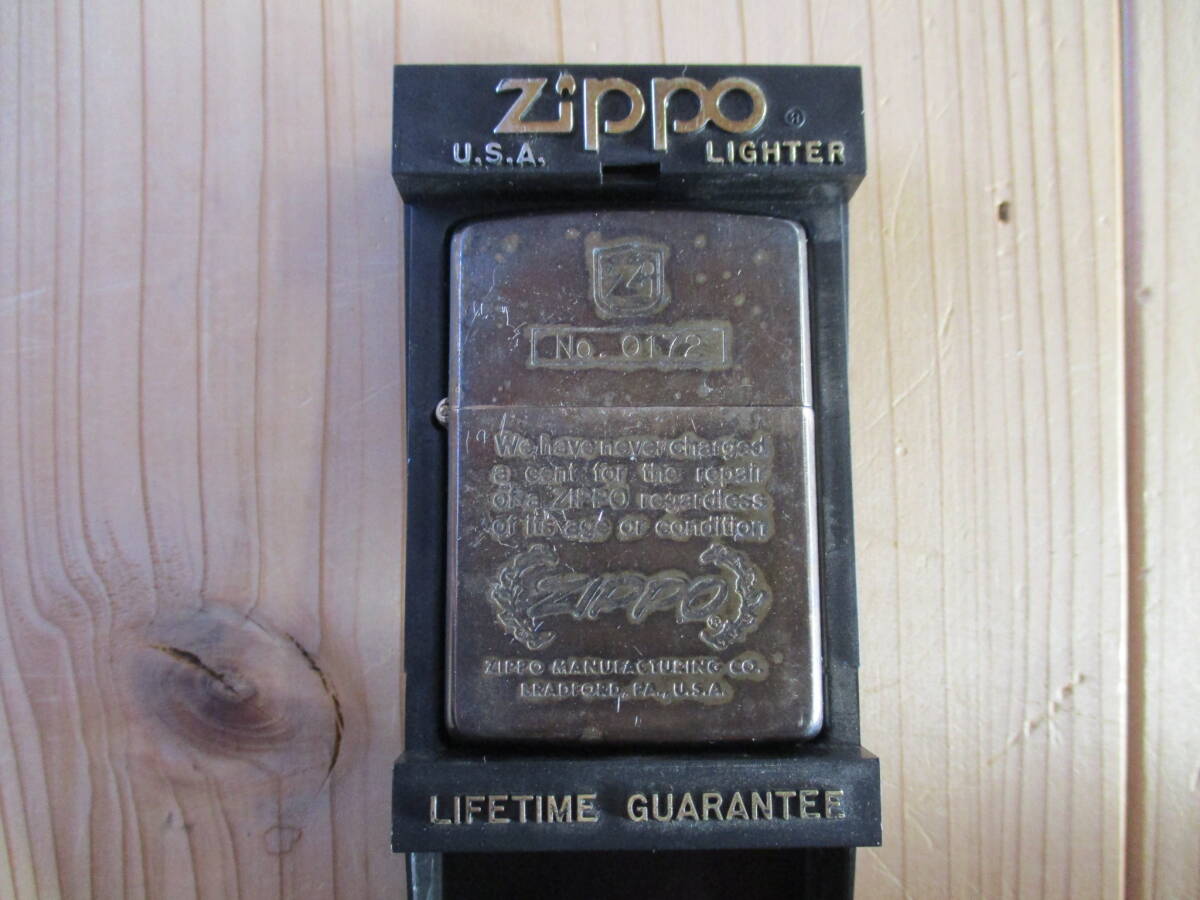 Zippo ®
U.S.A. LIGHTER
Zi
No. 0172
We have never charged
a cent for the repair
of a ZIPPO regardless
of its age or condition
ZIPPO ®
ZIPPO MANUFACTURING CO.
BRADFORD, PA., U.S.A.
LIFETIME GUARANTEE